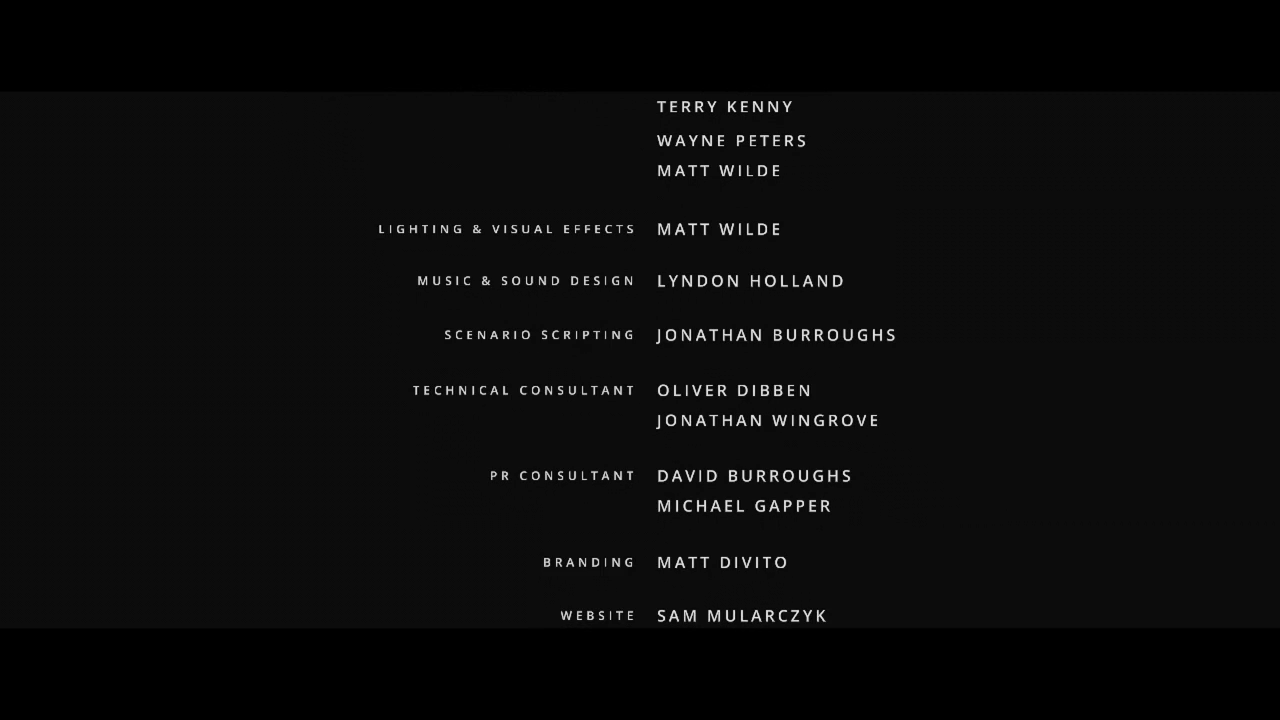 TERRY KENNY
WAYNE PETERS
MATT WILDE
LIGHTING & VISUAL EFFECTS MATT WILDE
MUSIC & SOUND DESIGN LYNDON HOLLAND
SCENARIO SCRIPTING JONATHAN BURROUGHS
TECHNICAL CONSULTANT OLIVER DIBBEN
JONATHAN WINGROVE
PR CONSULTANT DAVID BURROUGHS
MICHAEL GAPPER
BRANDING MATT DIVITO
WEBSITE SAM MULARCZYK